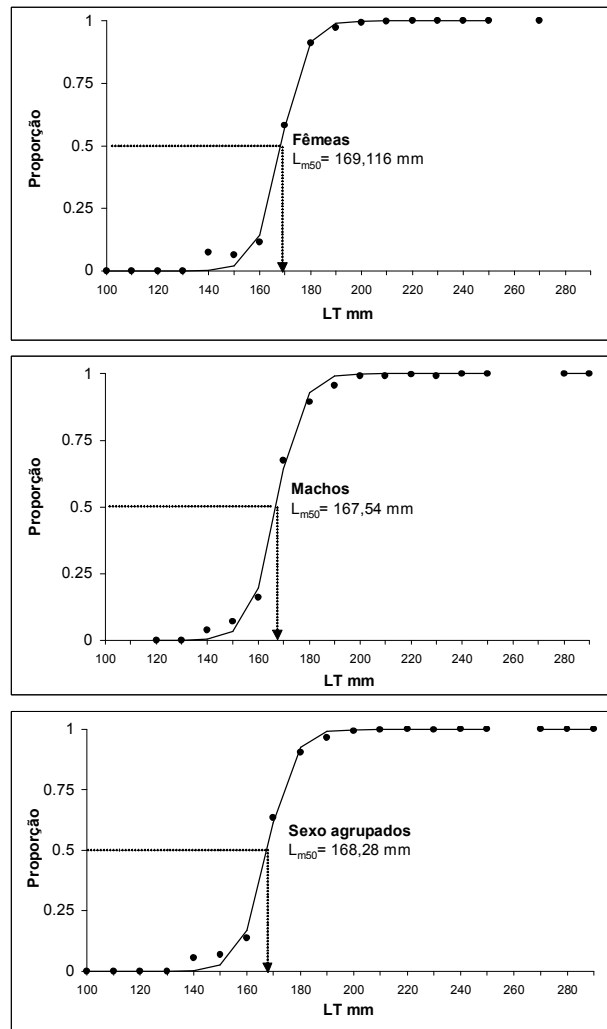 1
0.75
0.5
0.25
0
Proporção
Fêmeas
Lm50= 169,116 mm
100 120 140 160 180 200 220 240 260 280
LT mm
1
0.75
0.5
0.25
0
Proporção
Machos
Lm50= 167,54 mm
100 120 140 160 180 200 220 240 260 280
LT mm
1
0.75
0.5
0.25
0
Proporção
Sexo agrupados
Lm50= 168,28 mm
100 120 140 160 180 200 220 240 260 280
LT mm